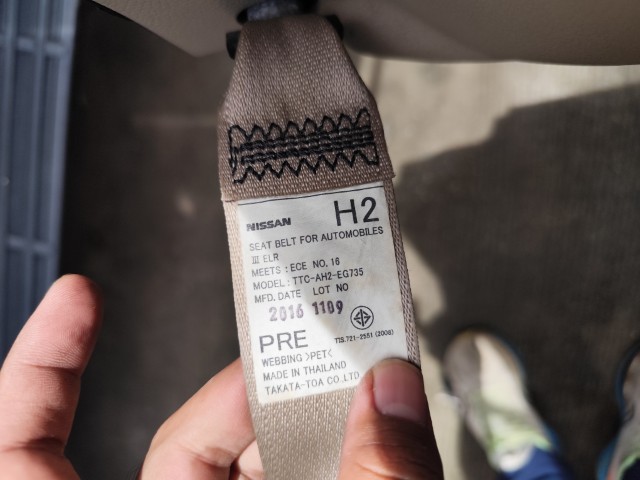 NISSAN H2
SEAT BELT FOR AUTOMOBILES
III ELR
MEETS : ECE NO. 16
MODEL: TTC-AH2-EG735
MFD. DATE LOT NO
2016 1109
PRE
TIS.721-2551 (2008)
WEBBING >PET<
MADE IN THAILAND
TAKATA-TOA CO.LTD